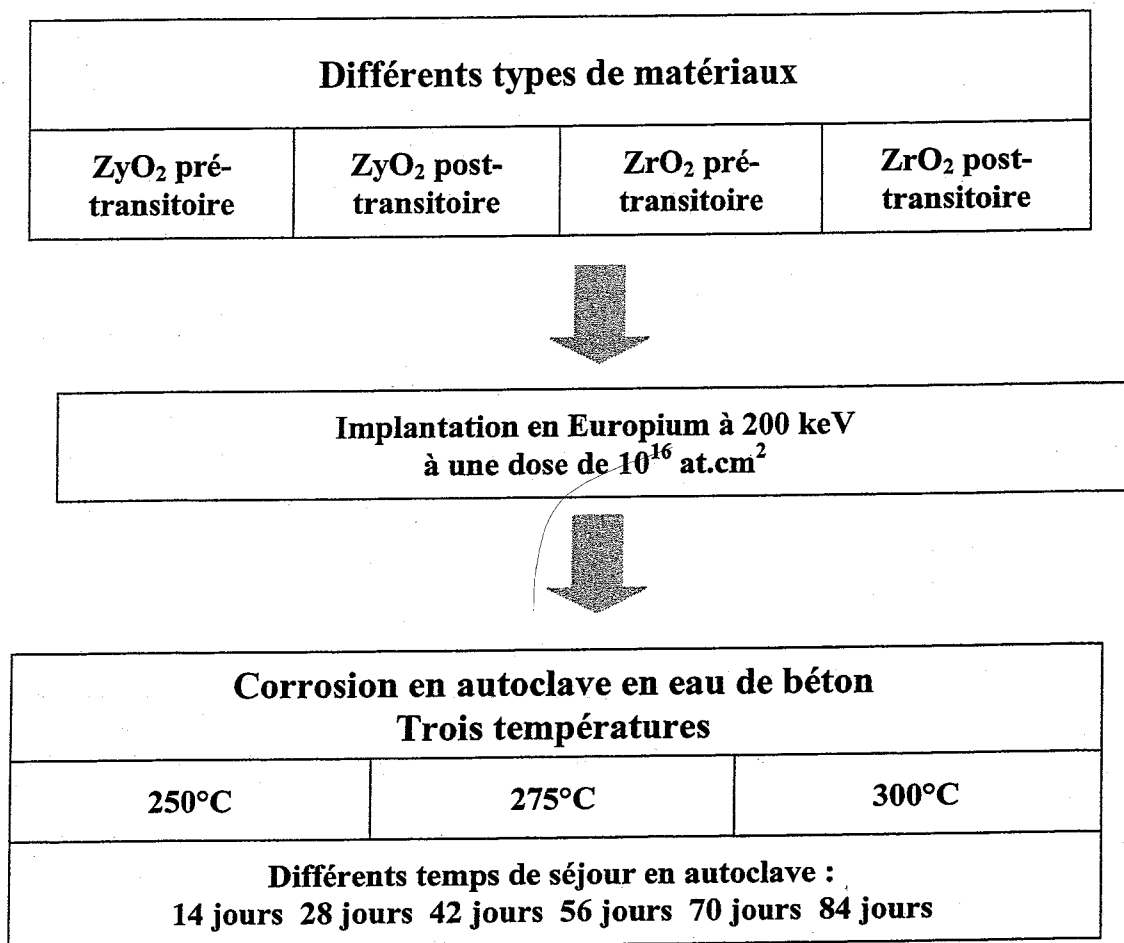 Différents types de matériaux
ZyO₂ pré-
transitoire
ZyO₂ post-
transitoire
ZrO₂ pré-
transitoire
ZrO₂ post-
transitoire
Implantation en Europium à 200 keV
à une dose de 10¹⁶ at.cm²
Corrosion en autoclave en eau de béton
Trois températures
250°C
275°C
300°C
Différents temps de séjour en autoclave :
14 jours 28 jours 42 jours 56 jours 70 jours 84 jours